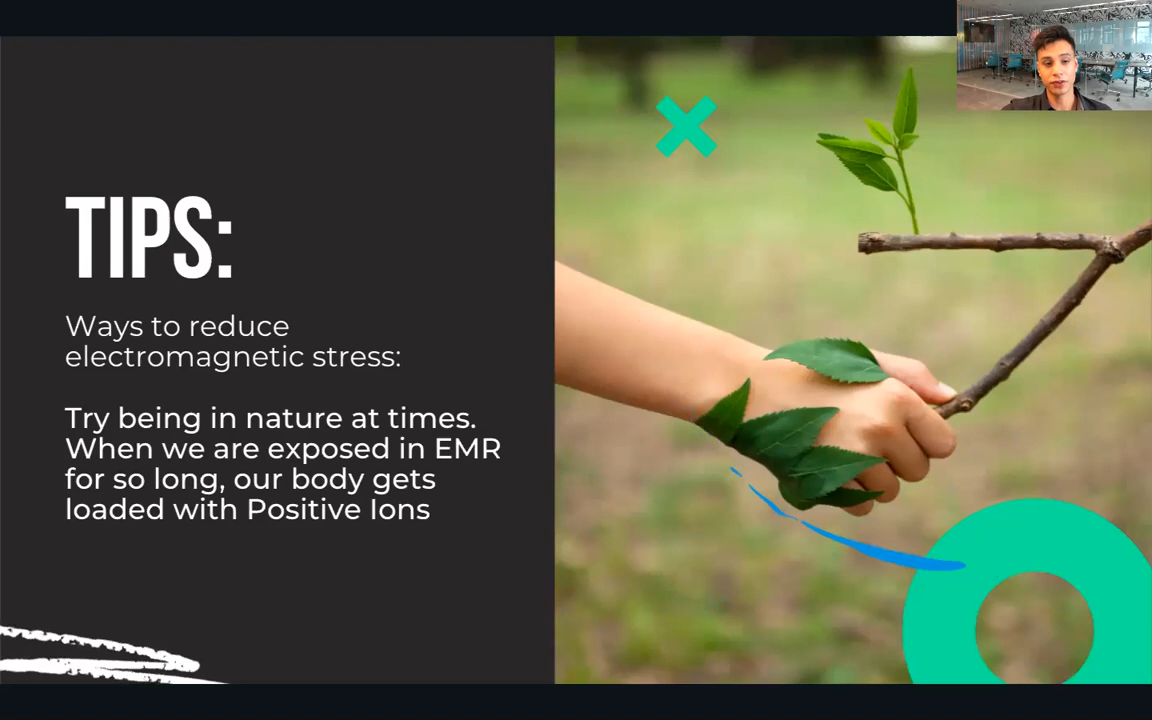 TIPS:
Ways to reduce
electromagnetic stress:
Try being in nature at times.
When we are exposed in EMR
for so long, our body gets
loaded with Positive Ions